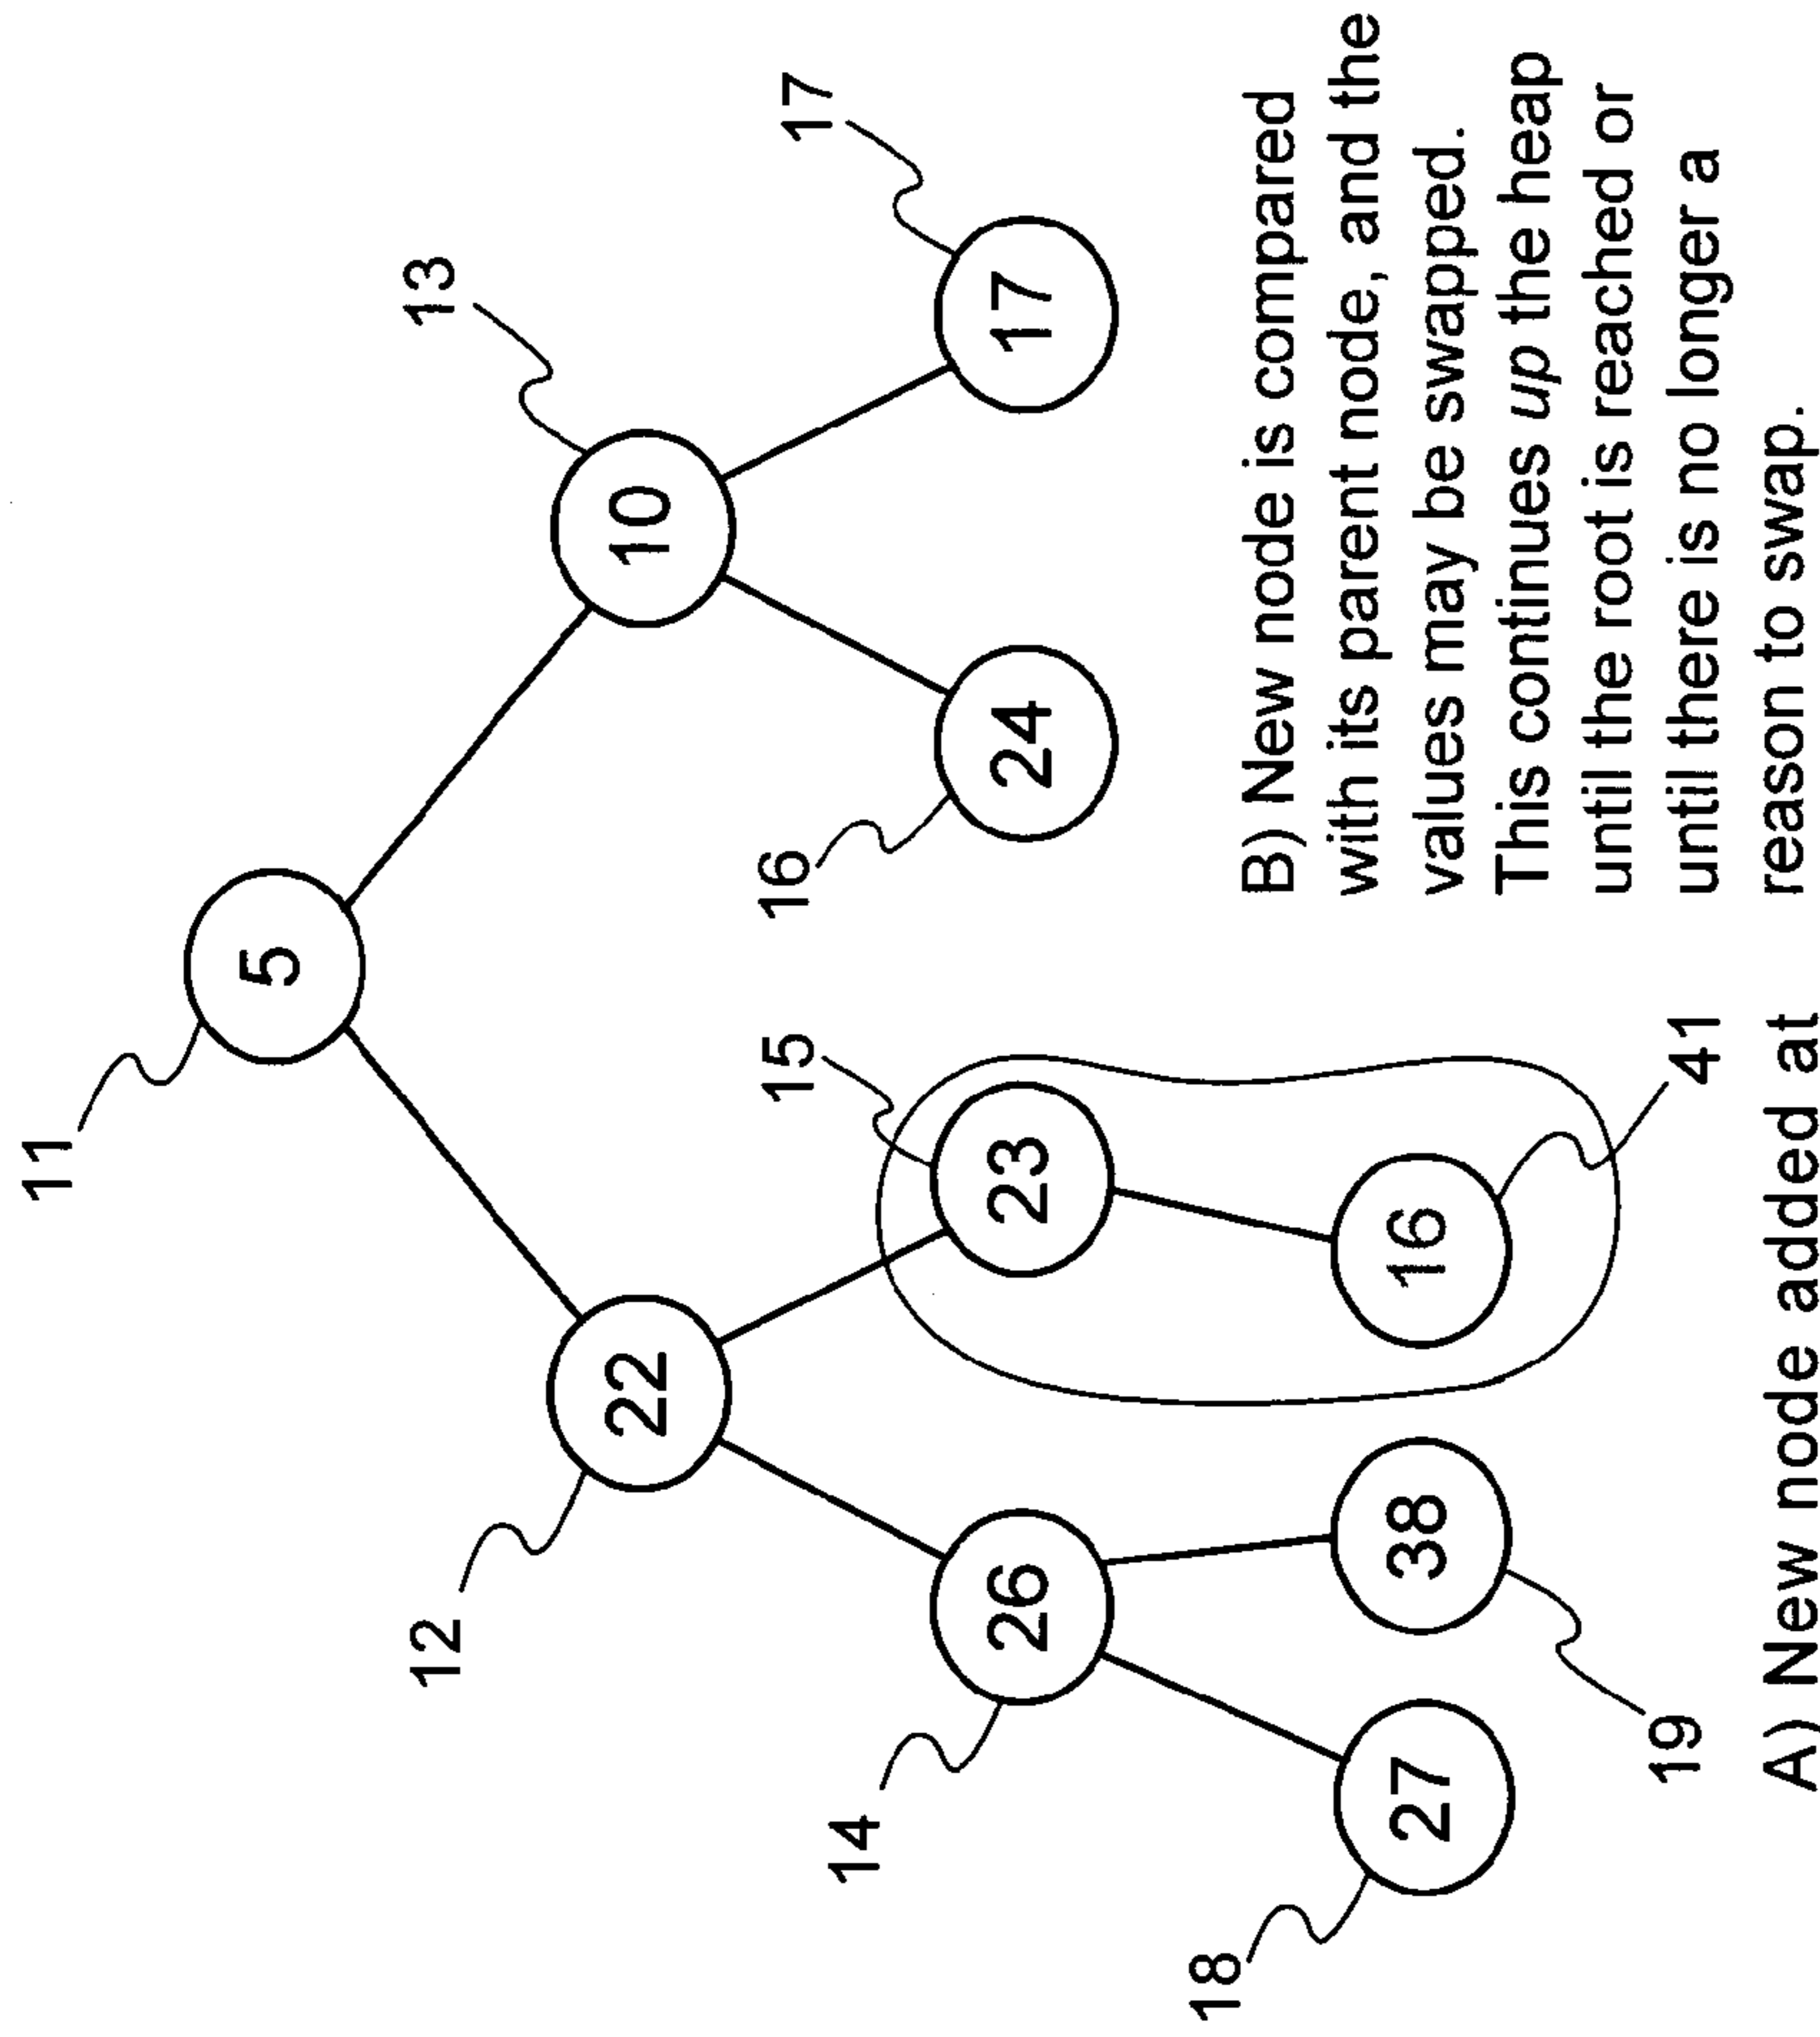 11
5
12
22
13
10
14
26
15
23
16
24
17
17
18
27
19
38
16
41
A) New node added at
B) New node is compared
with its parent node, and the
values may be swapped.
This continues up the heap
until the root is reached or
until there is no longer a
reason to swap.